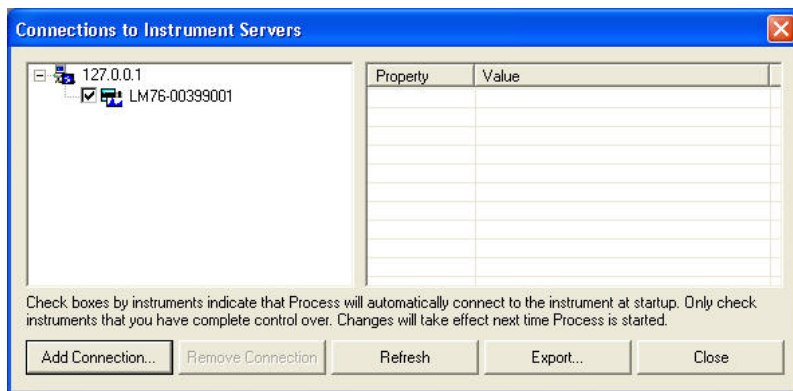 Connections to Instrument Servers
127.0.0.1
LM76-00399001
Property Value
Check boxes by instruments indicate that Process will automatically connect to the instrument at startup. Only check
instruments that you have complete control over. Changes will take effect next time Process is started.
Add Connection... Remove Connection Refresh Export... Close